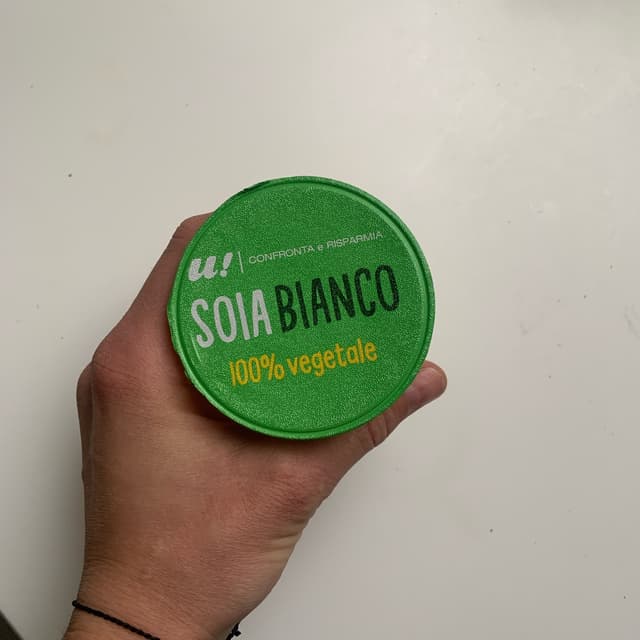 u! | CONFRONTA e RISPARMIA
SOIA BIANCO
100% vegetale